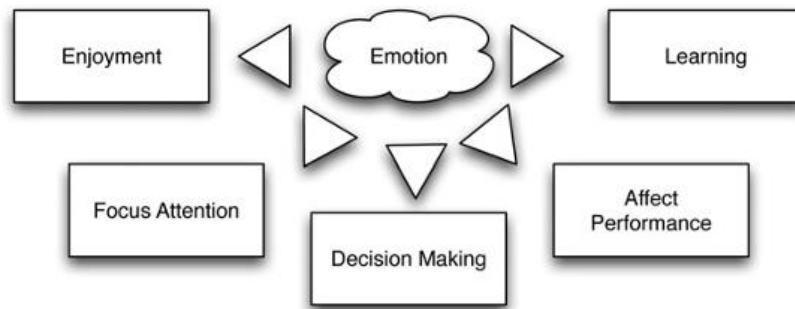 Enjoyment
Emotion
Learning
Focus Attention
Decision Making
Affect
Performance